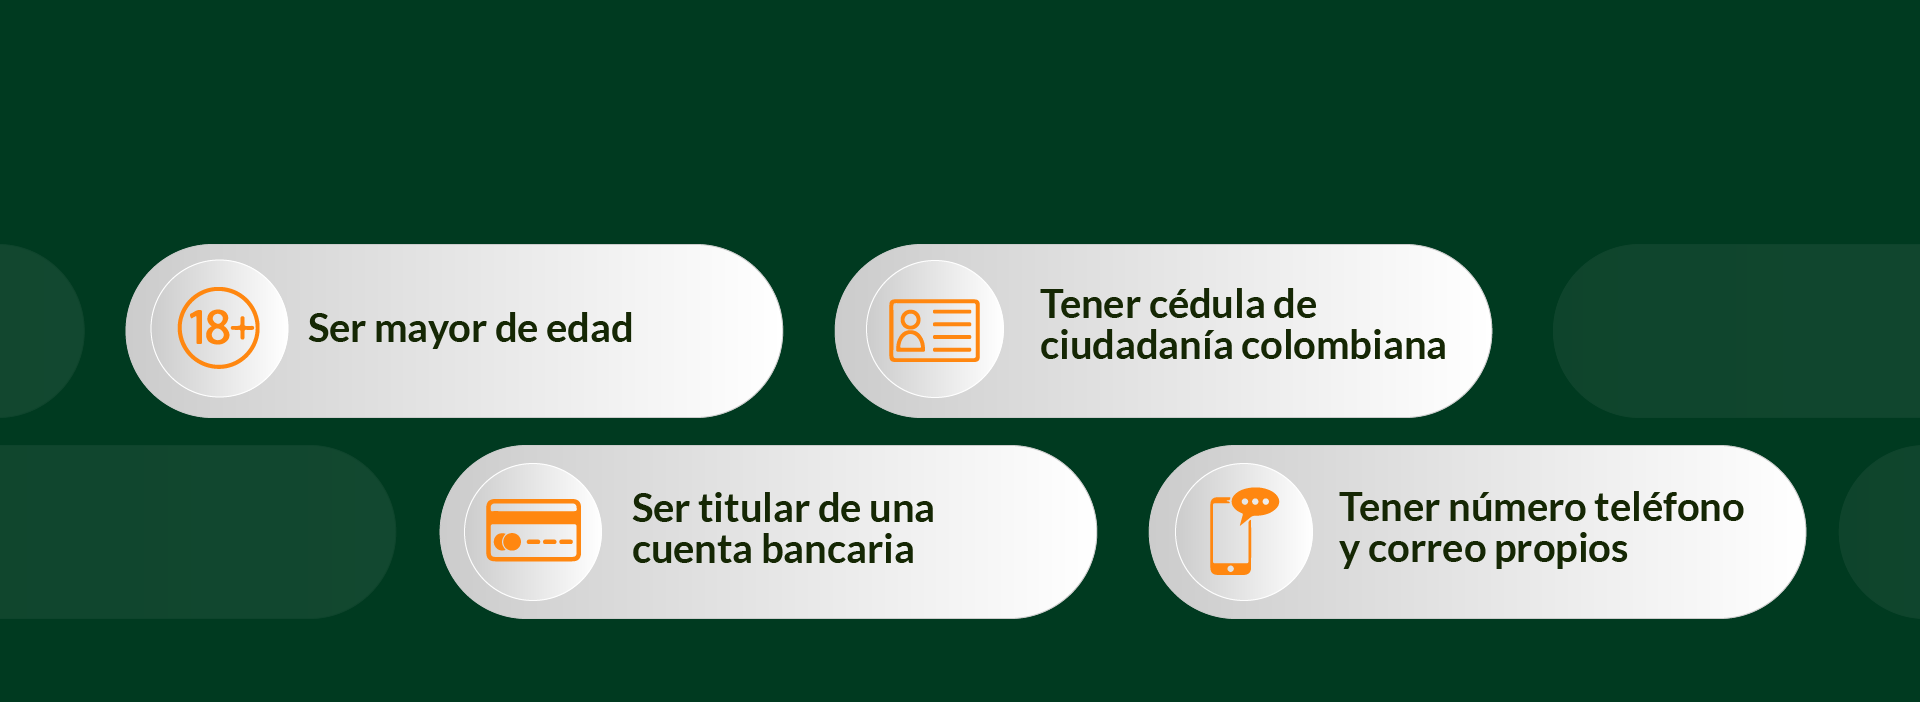 18+
Ser mayor de edad
Tener cédula de
ciudadanía colombiana
Ser titular de una
cuenta bancaria
Tener número teléfono
y correo propios